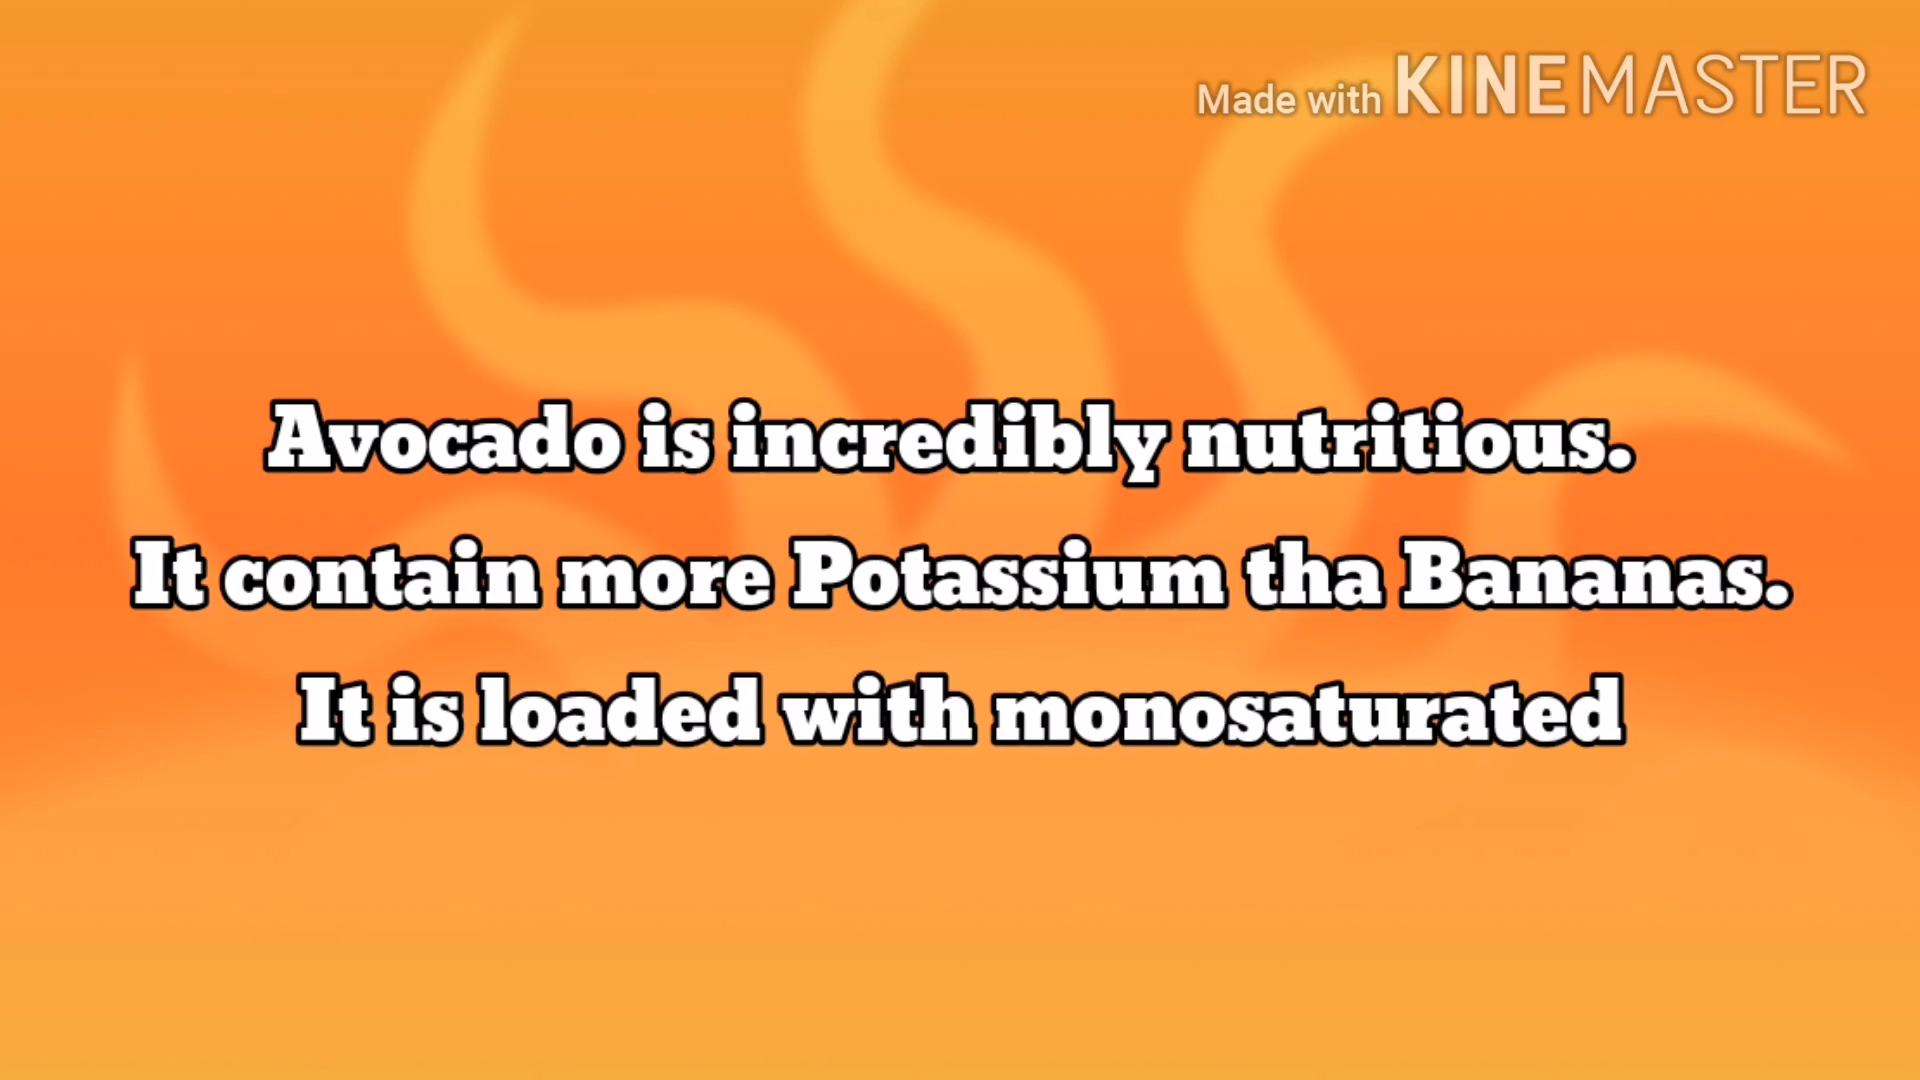 Made with KINEMASTER
Avocado is incredibly nutritious.
It contain more Potassium tha Bananas.
It is loaded with monosaturated